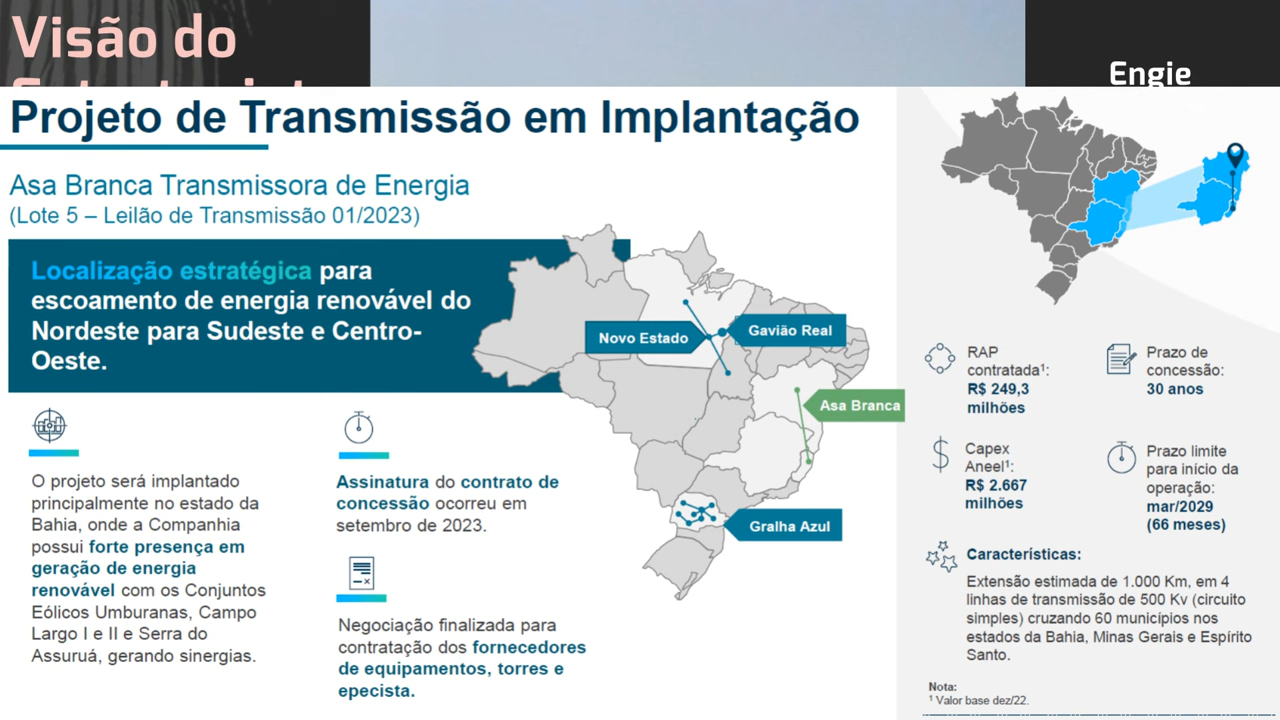 Visão do
Engie
Projeto de Transmissão em Implantação
Asa Branca Transmissora de Energia
(Lote 5 – Leilão de Transmissão 01/2023)
Localização estratégica para
escoamento de energia renovável do
Nordeste para Sudeste e Centro-
Oeste.
Novo Estado
Gavião Real
Asa Branca
Gralha Azul
O projeto será implantado
principalmente no estado da
Bahia, onde a Companhia
possui forte presença em
geração de energia
renovável com os Conjuntos
Eólicos Umburanas, Campo
Largo I e II e Serra do
Assuruá, gerando sinergias.
Assinatura do contrato de
concessão ocorreu em
setembro de 2023.
Negociação finalizada para
contratação dos fornecedores
de equipamentos, torres e
epecista.
RAP
contratada¹:
R$ 249,3
milhões
Prazo de
concessão:
30 anos
Capex
Aneel¹:
R$ 2.667
milhões
Prazo limite
para início da
operação:
mar/2029
(66 meses)
Características:
Extensão estimada de 1.000 Km, em 4
linhas de transmissão de 500 Kv (circuito
simples) cruzando 60 municípios nos
estados da Bahia, Minas Gerais e Espírito
Santo.
Nota:
¹ Valor base dez/22.